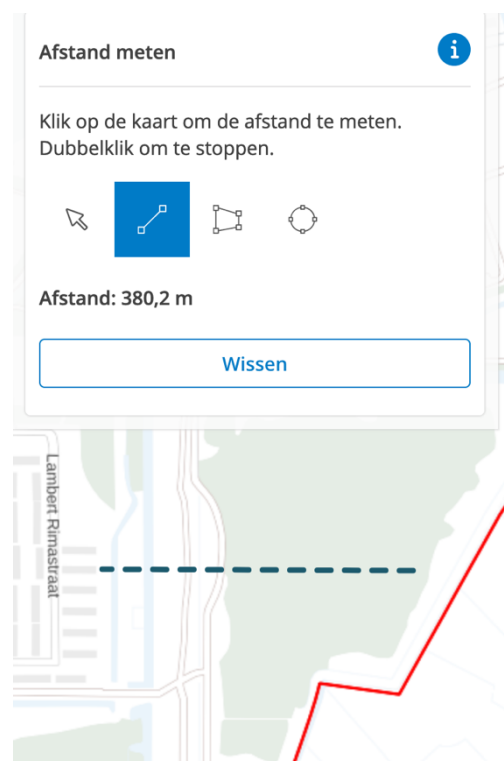 Afstand meten
Klik op de kaart om de afstand te meten.
Dubbelklik om te stoppen.
Afstand: 380,2 m
Wissen
Lambert Rimastraat